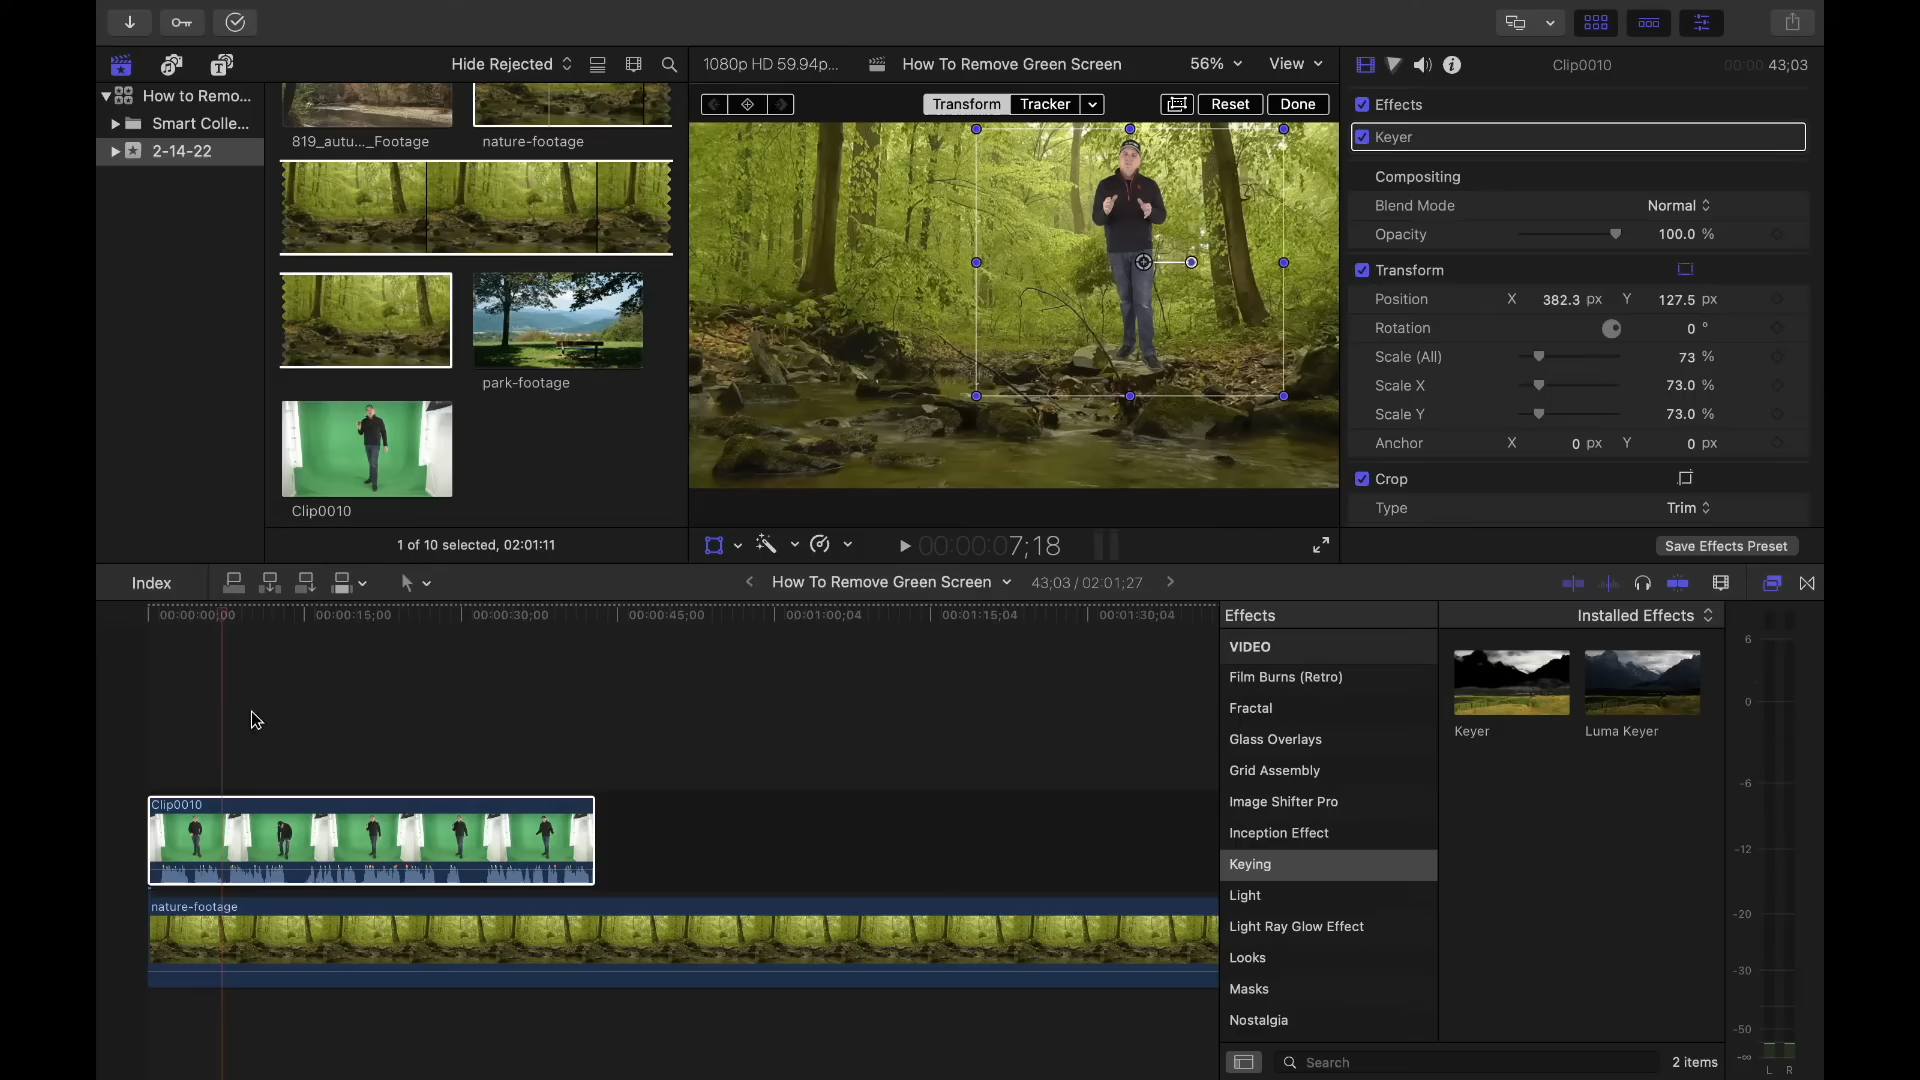 Hide Rejected
1080p HD 59.94p...
How To Remove Green Screen
56%
View
Clip0010
00:00:43;03
How to Remo...
Smart Colle...
2-14-22
819_autu..._Footage
nature-footage
park-footage
Clip0010
1 of 10 selected, 02:01:11
Transform
Tracker
Reset
Done
00:00:07;18
Effects
Keyer
Compositing
Blend Mode
Normal
Opacity
100.0 %
Transform
Position
X 382.3 px Y 127.5 px
Rotation
0 °
Scale (All)
73 %
Scale X
73.0 %
Scale Y
73.0 %
Anchor
X 0 px Y 0 px
Crop
Type
Trim
Save Effects Preset
Index
How To Remove Green Screen
43;03 / 02:01;27
00:00:00;00
00:00:15;00
00:00:30;00
00:00:45;00
00:01:00;04
00:01:15;04
00:01:30;04
Clip0010
nature-footage
Effects
Installed Effects
VIDEO
Film Burns (Retro)
Fractal
Glass Overlays
Grid Assembly
Image Shifter Pro
Inception Effect
Keying
Light
Light Ray Glow Effect
Looks
Masks
Nostalgia
Keyer
Luma Keyer
Search
2 items
6
0
-6
-12
-20
-30
-50
-∞
L R